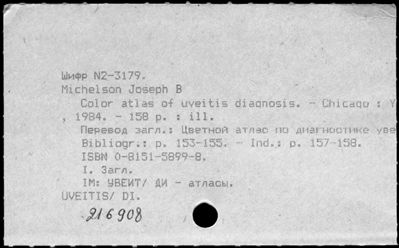 Шифр N2-3179.
Michelson Joseph B
Color atlas of uveitis diagnosis. - Chicago : Y
, 1984. - 158 p. : ill.
Перевод загл.: Цветной атлас по диагностике уве
Bibliogr.: p. 153-155. - Ind.: p. 157-158.
ISBN 0-8151-5899-8.
I. Загл.
IM: УВЕИТ/ ДИ - атласы.
UVEITIS/ DI.
216908